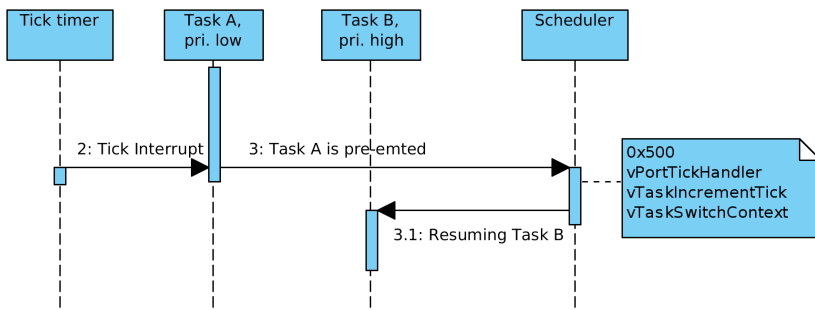 Tick timer
Task A,
pri. low
Task B,
pri. high
Scheduler
2: Tick Interrupt
3: Task A is pre-emted
0x500
vPortTickHandler
vTaskIncrementTick
vTaskSwitchContext
3.1: Resuming Task B